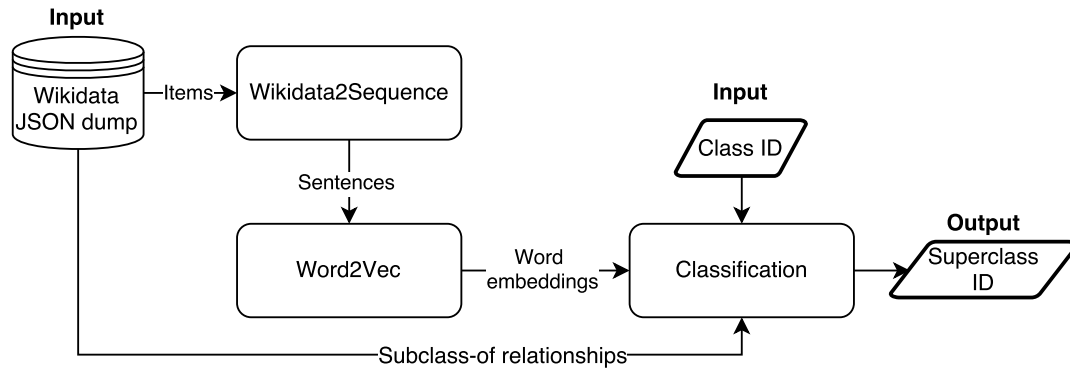 Input
Wikidata
JSON dump
Items
Wikidata2Sequence
Sentences
Word2Vec
Word
embeddings
Input
Class ID
Classification
Output
Superclass
ID
Subclass-of relationships